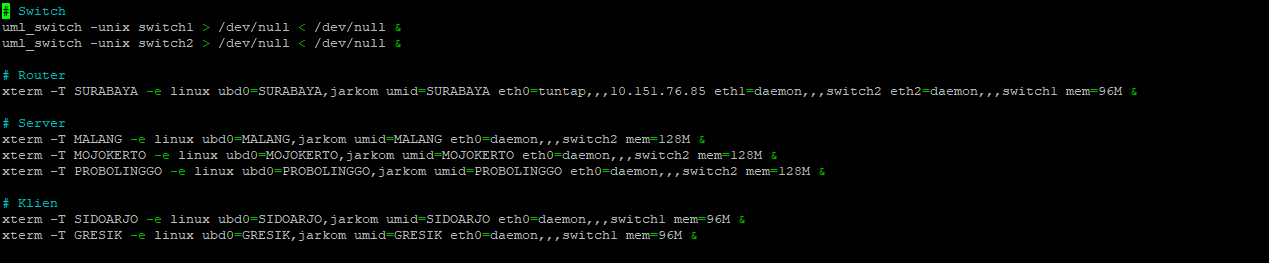 # Switch
uml_switch -unix switch1 > /dev/null < /dev/null &
uml_switch -unix switch2 > /dev/null < /dev/null &
# Router
xterm -T SURABAYA -e linux ubd0=SURABAYA,jarkom umid=SURABAYA eth0=tuntap,,,10.151.76.85 eth1=daemon,,,switch2 eth2=daemon,,,switch1 mem=96M &
# Server
xterm -T MALANG -e linux ubd0=MALANG,jarkom umid=MALANG eth0=daemon,,,switch2 mem=128M &
xterm -T MOJOKERTO -e linux ubd0=MOJOKERTO,jarkom umid=MOJOKERTO eth0=daemon,,,switch2 mem=128M &
xterm -T PROBOLINGGO -e linux ubd0=PROBOLINGGO,jarkom umid=PROBOLINGGO eth0=daemon,,,switch2 mem=128M &
# Klien
xterm -T SIDOARJO -e linux ubd0=SIDOARJO,jarkom umid=SIDOARJO eth0=daemon,,,switch1 mem=96M &
xterm -T GRESIK -e linux ubd0=GRESIK,jarkom umid=GRESIK eth0=daemon,,,switch1 mem=96M &